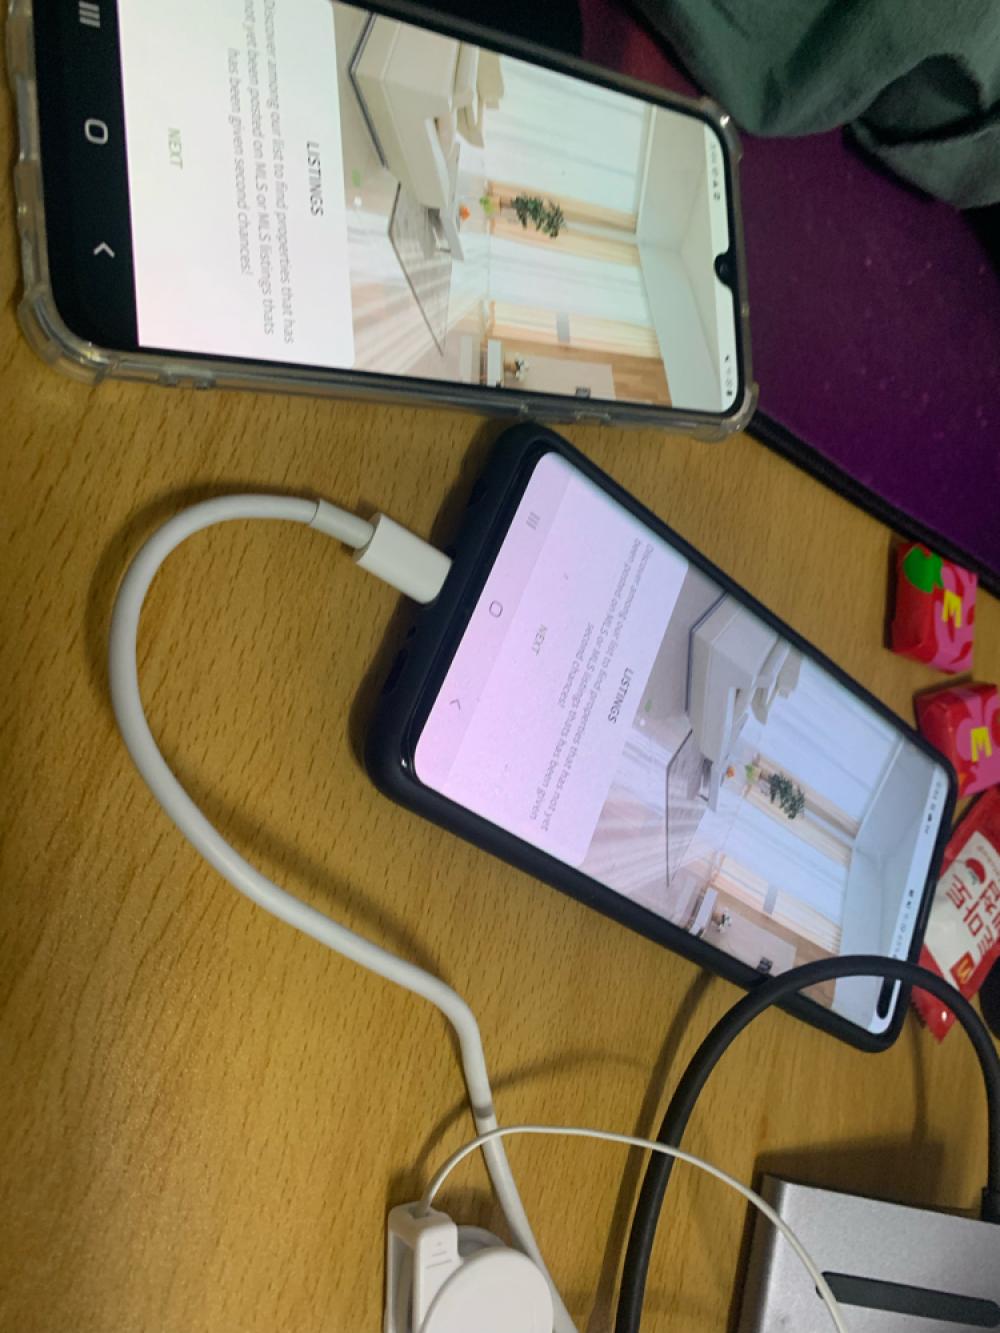 LISTINGS
Discover among our list to find properties that has
not yet been posted on MLS or MLS listings thats
has been given second chances!
NEXT
LISTINGS
Discover among our list to find properties that has not yet
been posted on MLS or MLS listings thats has been given
second chances!
NEXT